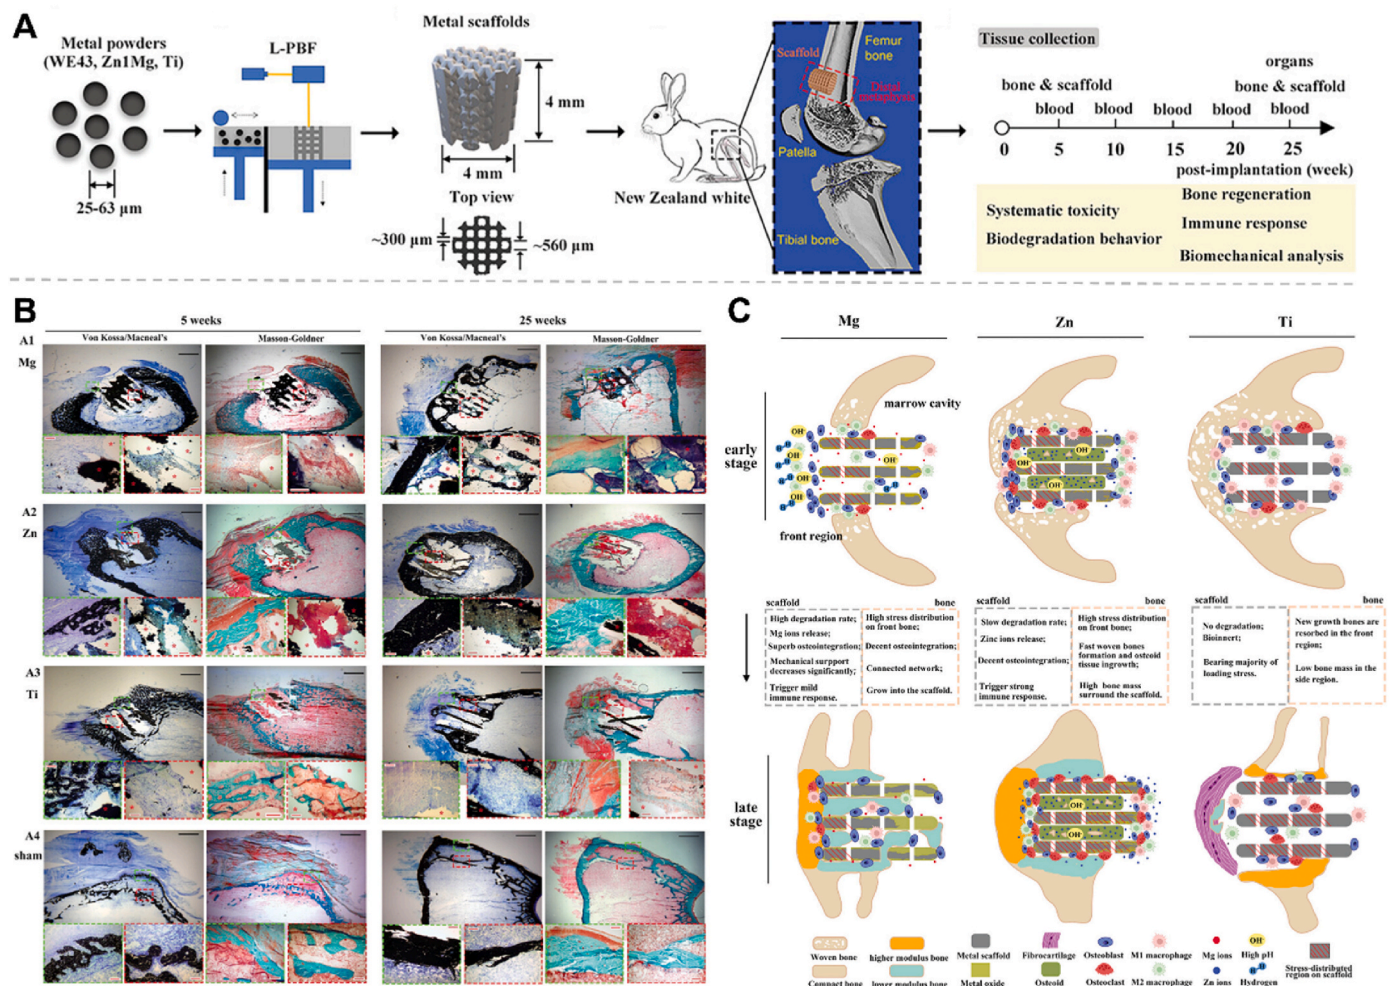 A
Metal powders
(WE43, Zn1Mg, Ti)
25-63 μm
L-PBF
Metal scaffolds
4 mm
4 mm
Top view
~300 μm
~560 μm
New Zealand white
Scaffold
Femur
bone
Distal
metaphysis
Patella
Tibial bone
Tissue collection
organs
bone & scaffold
bone & scaffold
blood
blood
blood
blood
blood
0
5
10
15
20
25
post-implantation (week)
Systematic toxicity
Biodegradation behavior
Bone regeneration
Immune response
Biomechanical analysis
B
5 weeks
25 weeks
Von Kossa/Macneal's
Masson-Goldner
Von Kossa/Macneal's
Masson-Goldner
A1
Mg
A2
Zn
A3
Ti
A4
sham
C
Mg
Zn
Ti
early
stage
marrow cavity
front region
OH-
OH-
OH-
OH-
OH-
OH-
OH-
OH-
H
H
scaffold
bone
High degradation rate;
Mg ions release;
Superb osteointegration;
Mechanical surpport
decreases significantly;
Trigger mild
immune response.
High stress distribution
on front bone;
Decent osteointegration;
Connected network;
Grow into the scaffold.
scaffold
bone
Slow degradation rate;
Zinc ions release;
Decent osteointegration;
Trigger strong
immune response.
High stress distribution
on front bone;
Fast woven bones
formation and osteoid
tissue ingrowth;
High bone mass
surround the scaffold.
scaffold
bone
No degradation;
Bioinnert;
Bearing majority of
loading stress.
New growth bones are
resorbed in the front
region;
Low bone mass in the
side region.
late
stage
OH-
OH-
Woven bone
higher modulus bone
Metal scaffold
Fibrocartilage
Osteoblast
M1 macrophage
Mg ions
OH-
High pH
Stress-distributed
region on scaffold
Compact bone
lower modulus bone
Metal oxide
Osteoid
Osteoclast
M2 macrophage
Zn ions
H
H
Hydrogen